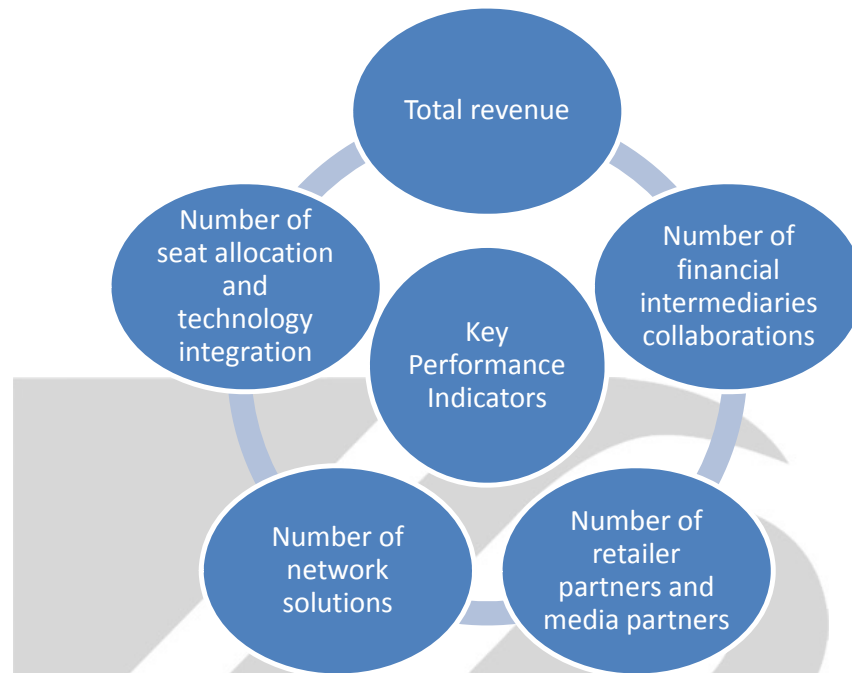 Total revenue
Number of
seat allocation
and
technology
integration
Number of
financial
intermediaries
collaborations
Key
Performance
Indicators
Number of
network
solutions
Number of
retailer
partners and
media partners